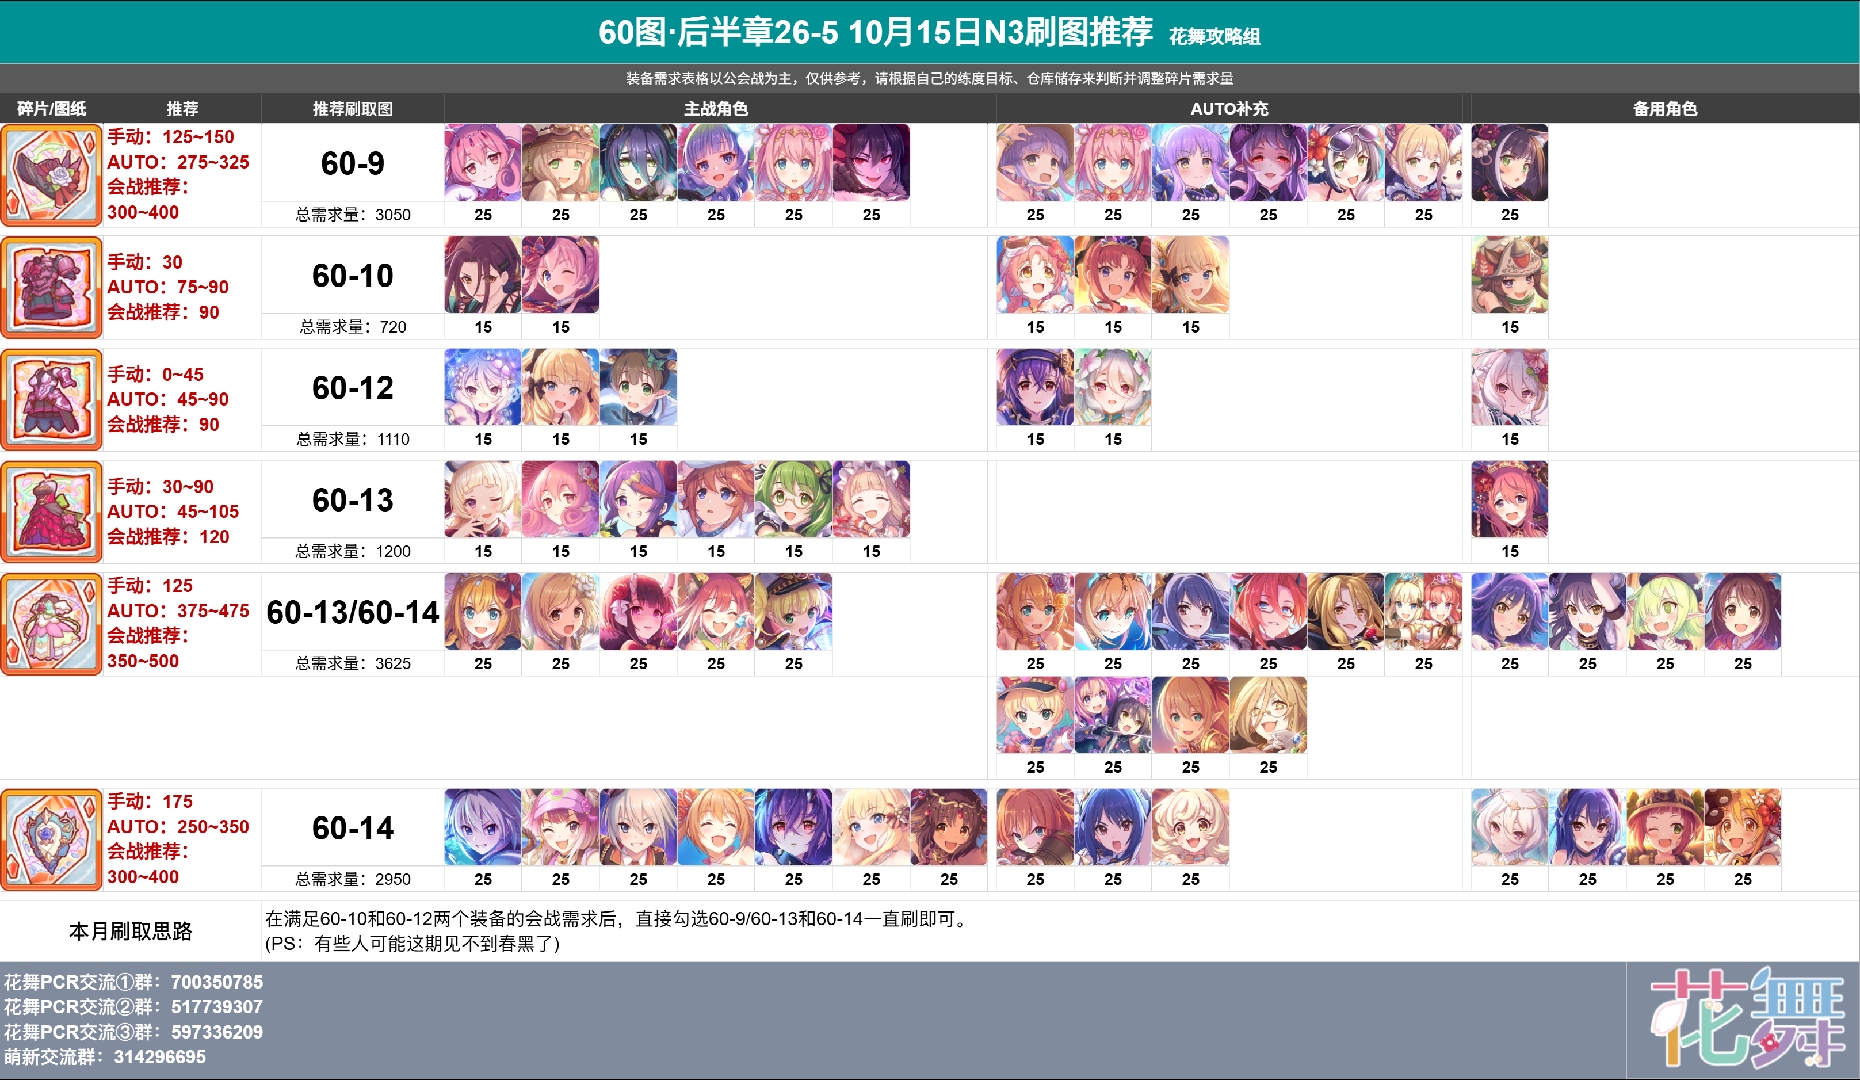 60图·后半章26-5 10月15日N3刷图推荐 花舞攻略组
装备需求表格以公会战为主，仅供参考，请根据自己的练度目标、仓库储存来判断并调整碎片需求量
碎片/图纸 推荐 推荐刷取图 主战角色 AUTO补充 备用角色
手动：125~150
AUTO：275~325
会战推荐：
300~400
60-9
总需求量：3050
25 25 25 25 25 25 25 25 25 25 25 25 25
手动：30
AUTO：75~90
会战推荐：90
60-10
总需求量：720
15 15 15 15 15 15
手动：0~45
AUTO：45~90
会战推荐：90
60-12
总需求量：1110
15 15 15 15 15 15
手动：30~90
AUTO：45~105
会战推荐：120
60-13
总需求量：1200
15 15 15 15 15 15 15
手动：125
AUTO：375~475
会战推荐：
350~500
60-13/60-14
总需求量：3625
25 25 25 25 25 25 25 25 25 25 25 25 25 25 25
25 25 25 25
手动：175
AUTO：250~350
会战推荐：
300~400
60-14
总需求量：2950
25 25 25 25 25 25 25 25 25 25 25 25 25 25
本月刷取思路
在满足60-10和60-12两个装备的会战需求后，直接勾选60-9/60-13和60-14一直刷即可。
(PS：有些人可能这期见不到春黑了)
花舞PCR交流①群：700350785
花舞PCR交流②群：517739307
花舞PCR交流③群：597336209
萌新交流群：314296695
花舞